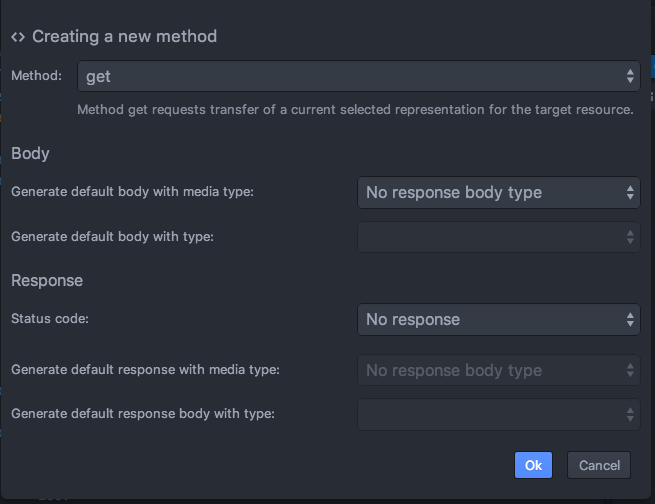 Creating a new method
Method: get
Method get requests transfer of a current selected representation for the target resource.
Body
Generate default body with media type: No response body type
Generate default body with type:
Response
Status code: No response
Generate default response with media type: No response body type
Generate default response body with type:
Ok Cancel